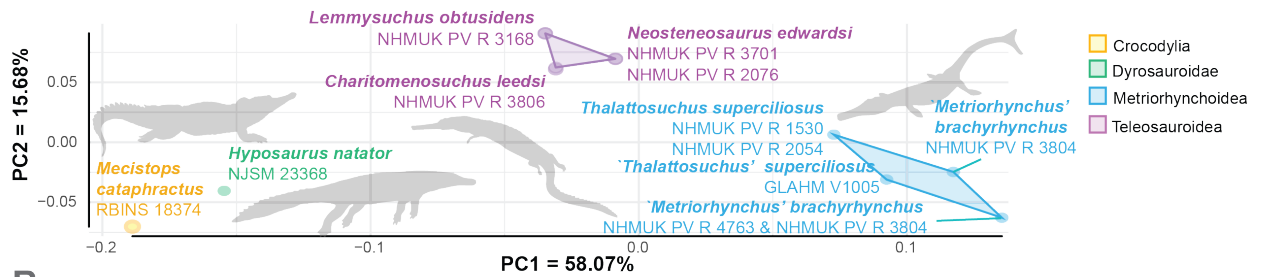 Lemmysuchus obtusidens
NHMUK PV R 3168
Neosteneosaurus edwardsi
NHMUK PV R 3701
NHMUK PV R 2076
Charitomenosuchus leedsi
NHMUK PV R 3806
Thalattosuchus superciliosus
NHMUK PV R 1530
NHMUK PV R 2054
`Metriorhynchus’
brachyrhynchus
NHMUK PV R 3804
`Thalattosuchus’ superciliosus
GLAHM V1005
`Metriorhynchus’ brachyrhynchus
NHMUK PV R 4763 & NHMUK PV R 3804
Hyposaurus natator
NJSM 23368
Mecistops
cataphractus
RBINS 18374
Crocodylia
Dyrosauroidae
Metriorhynchoidea
Teleosauroidea
PC2 = 15.68%
0.05
0.00
−0.05
−0.2
−0.1
0.0
0.1
PC1 = 58.07%